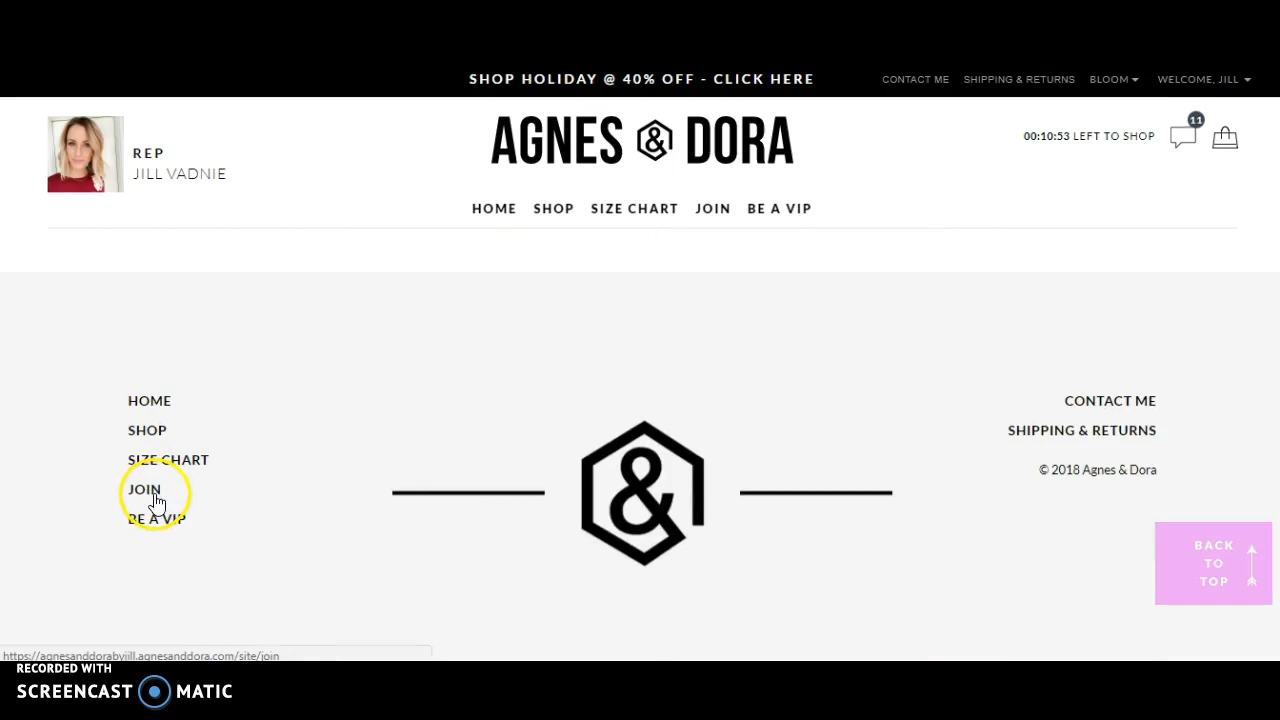 SHOP HOLIDAY @ 40% OFF - CLICK HERE
CONTACT ME
SHIPPING & RETURNS
BLOOM
WELCOME, JILL
REP
JILL VADNIE
AGNES & DORA
00:10:53 LEFT TO SHOP
11
HOME SHOP SIZE CHART JOIN BE A VIP
HOME
SHOP
SIZE CHART
JOIN
BE A VIP
&
CONTACT ME
SHIPPING & RETURNS
© 2018 Agnes & Dora
BACK
TO
TOP
https://agnesanddorabyjill.agnesanddora.com/site/join
RECORDED WITH
SCREENCAST MATIC